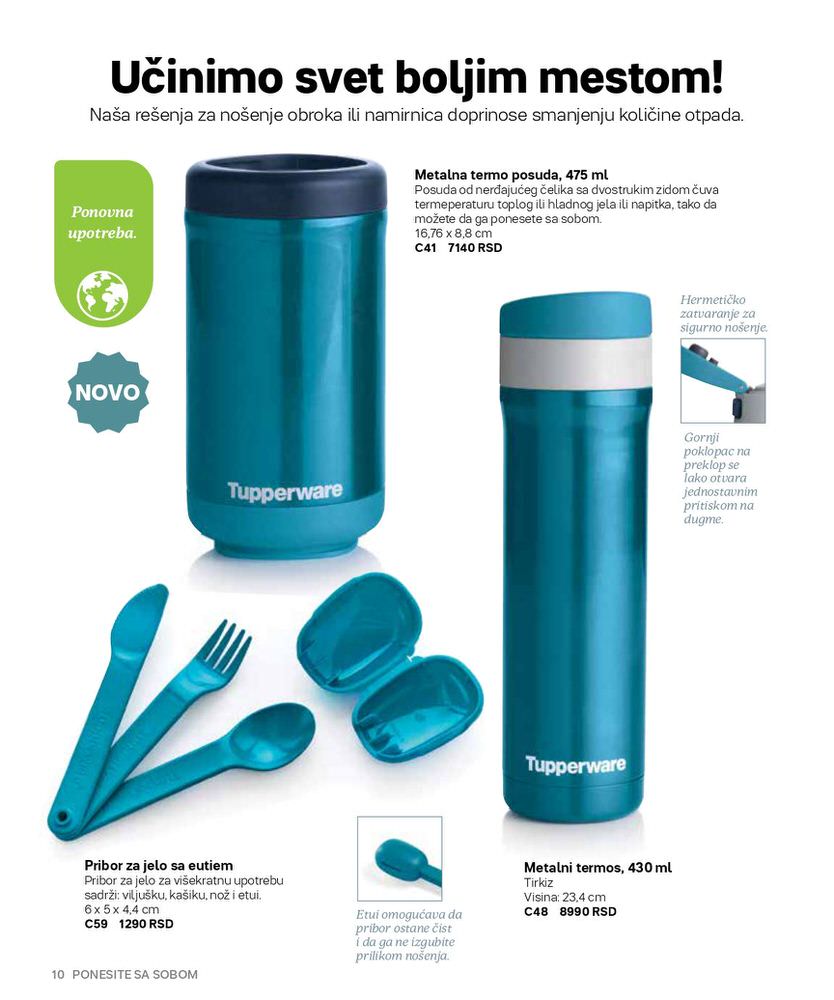 Učinimo svet boljim mestom!
Naša rešenja za nošenje obroka ili namirnica doprinose smanjenju količine otpada.
Ponovna
upotreba.
NOVO
Metalna termo posuda, 475 ml
Posuda od nerđajućeg čelika sa dvostrukim zidom čuva
termeperaturu toplog ili hladnog jela ili napitka, tako da
možete da ga ponesete sa sobom.
16,76 x 8,8 cm
C41 7140 RSD
Hermetičko
zatvaranje za
sigurno nošenje.
Gornji
poklopac na
preklop se
lako otvara
jednostavnim
pritiskom na
dugme.
Tupperware
Tupperware
Pribor za jelo sa eutiem
Pribor za jelo za višekratnu upotrebu
sadrži: viljušku, kašiku, nož i etui.
6 x 5 x 4,4 cm
C59 1290 RSD
Etui omogućava da
pribor ostane čist
i da ga ne izgubite
prilikom nošenja.
Metalni termos, 430 ml
Tirkiz
Visina: 23,4 cm
C48 8990 RSD
10 PONESITE SA SOBOM